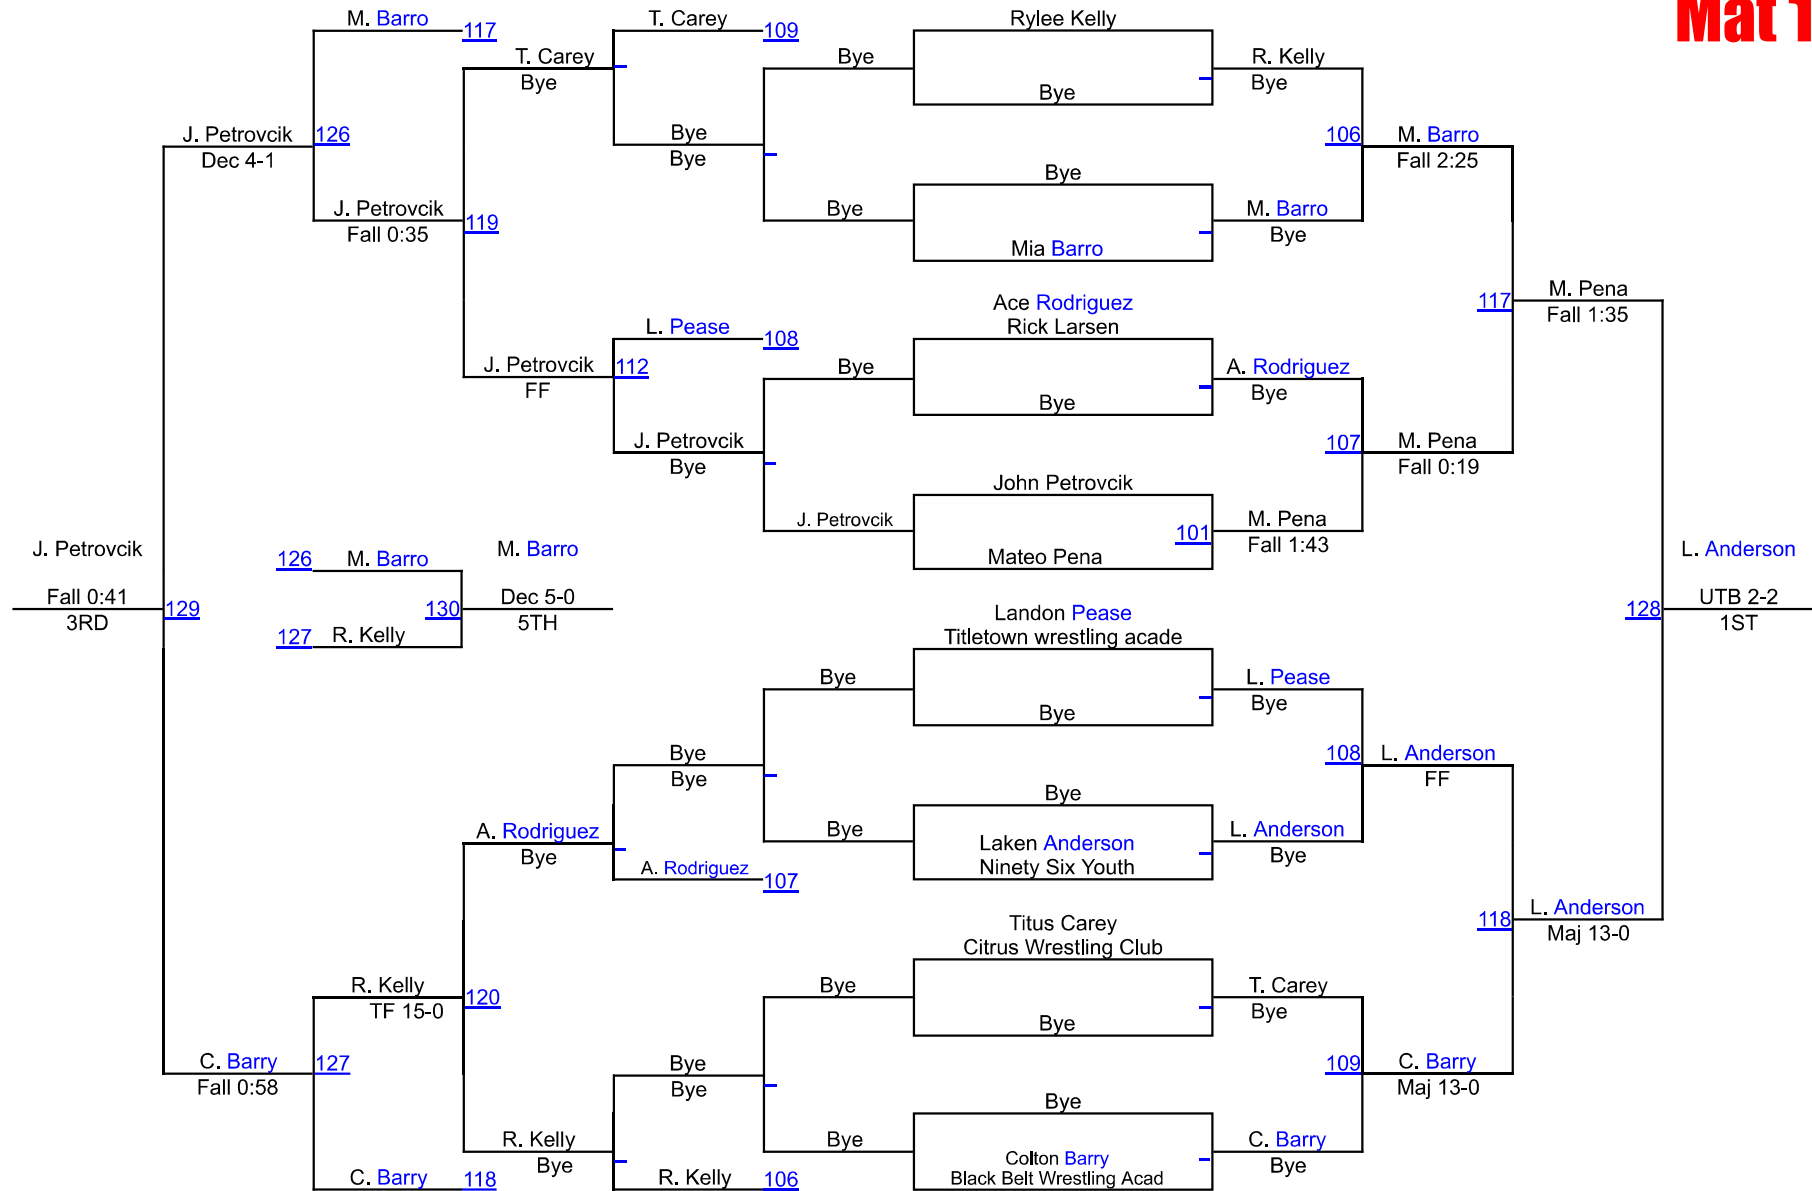 Mat 1
M. Barro
117
T. Carey
109
Rylee Kelly
T. Carey
Bye
Bye
R. Kelly
Bye
Bye
J. Petrovcik
126
Dec 4-1
Bye
Bye
106
M. Barro
Fall 2:25
Bye
J. Petrovcik
119
Fall 0:35
Bye
M. Barro
Bye
Mia Barro
Ace Rodriguez
Rick Larsen
117
M. Pena
Fall 1:35
L. Pease
108
J. Petrovcik
112
FF
Bye
A. Rodriguez
Bye
Bye
J. Petrovcik
Bye
107
M. Pena
Fall 0:19
John Petrovcik
J. Petrovcik
101
M. Pena
Fall 1:43
Mateo Pena
J. Petrovcik
126
M. Barro
M. Barro
L. Anderson
Fall 0:41
129
3RD
130
Dec 5-0
5TH
128
UTB 2-2
1ST
127
R. Kelly
Landon Pease
Titletown wrestling acade
Bye
L. Pease
Bye
Bye
Bye
Bye
108
L. Anderson
FF
Bye
A. Rodriguez
Bye
Bye
Laken Anderson
Ninety Six Youth
L. Anderson
Bye
A. Rodriguez
107
118
L. Anderson
Maj 13-0
Titus Carey
Citrus Wrestling Club
R. Kelly
120
TF 15-0
Bye
T. Carey
Bye
Bye
C. Barry
127
Fall 0:58
Bye
Bye
109
C. Barry
Maj 13-0
Bye
R. Kelly
Bye
Bye
Colton Barry
Black Belt Wrestling Acad
C. Barry
Bye
C. Barry
118
R. Kelly
106